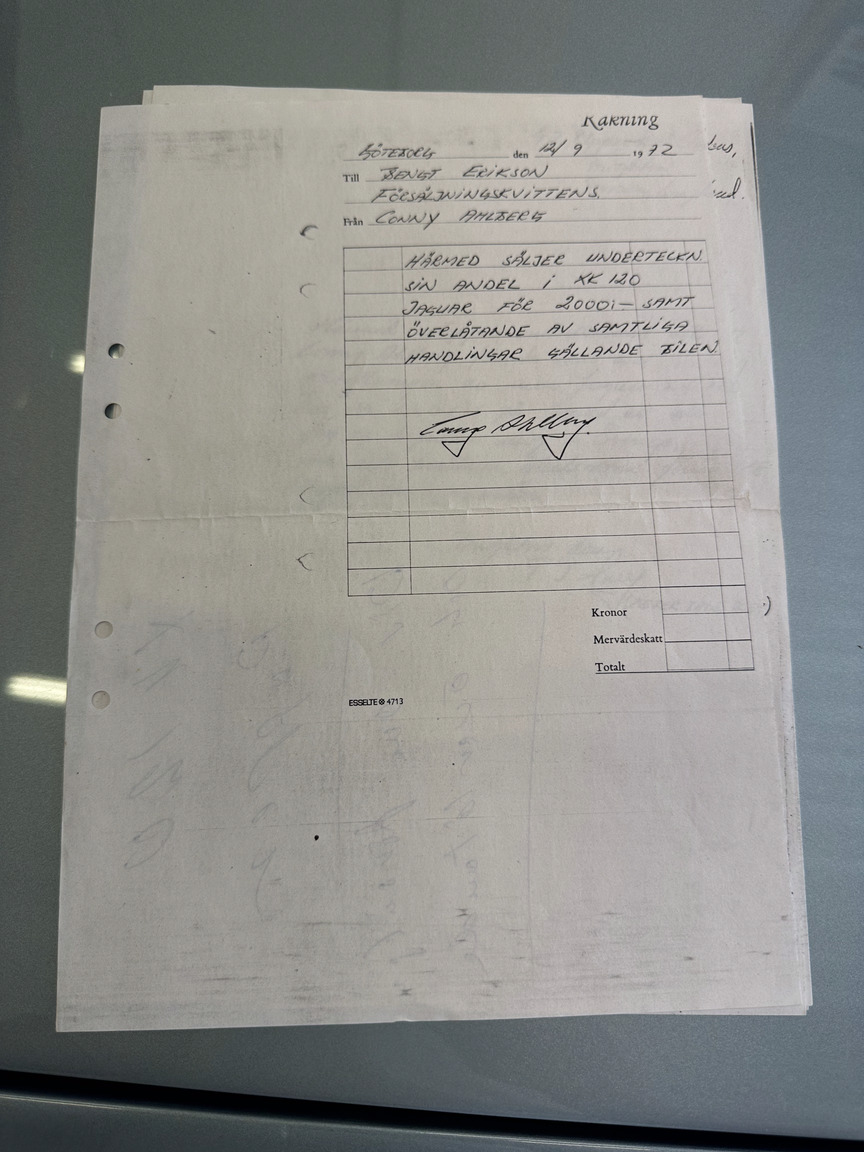 Räkning
GÖTEBORG den 12/9 1972
Till BENGT ERIKSON
FÖRSÄLJNINGSKVITTENS.
Från CONNY AHLBERG
HÄRMED SÄLJER UNDERTECKN.
SIN ANDEL i XK 120
JAGUAR FÖR 2000:- SAMT
ÖVERLÅTANDE AV SAMTLIGA
HANDLINGAR GÄLLANDE BILEN.
Conny Ahlberg
Kronor
Mervärdeskatt
Totalt
ESSELTE 4713